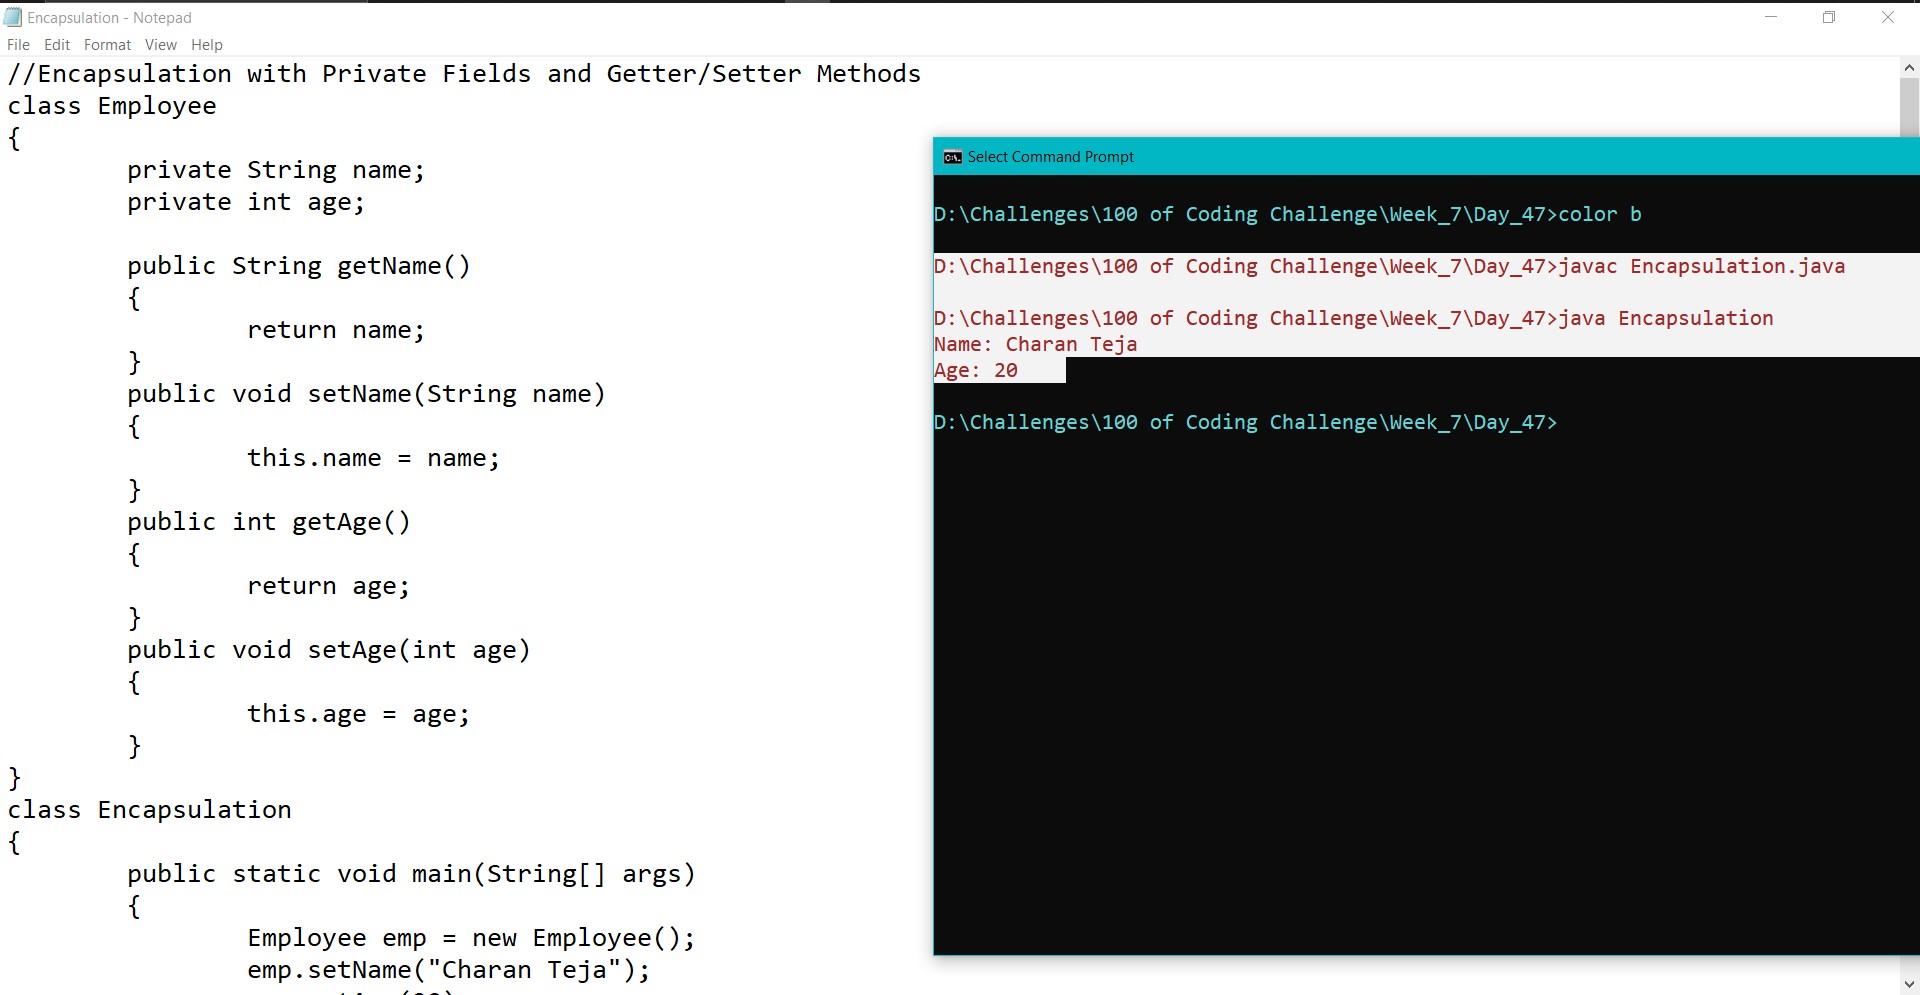 Encapsulation - Notepad
File Edit Format View Help
//Encapsulation with Private Fields and Getter/Setter Methods
class Employee
{
private String name;
private int age;
public String getName()
{
return name;
}
public void setName(String name)
{
this.name = name;
}
public int getAge()
{
return age;
}
public void setAge(int age)
{
this.age = age;
}
}
class Encapsulation
{
public static void main(String[] args)
{
Employee emp = new Employee();
emp.setName("Charan Teja");
Select Command Prompt
D:\Challenges\100 of Coding Challenge\Week_7\Day_47>color b
D:\Challenges\100 of Coding Challenge\Week_7\Day_47>javac Encapsulation.java
D:\Challenges\100 of Coding Challenge\Week_7\Day_47>java Encapsulation
Name: Charan Teja
Age: 20
D:\Challenges\100 of Coding Challenge\Week_7\Day_47>